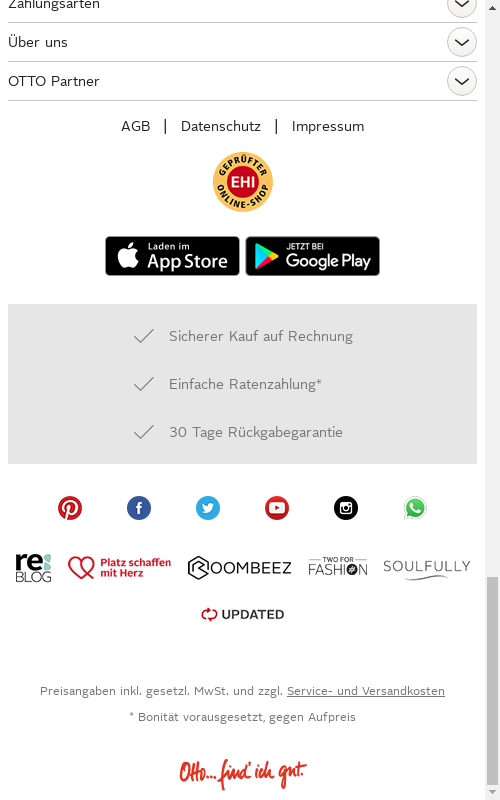 Zahlungsarten
Über uns
OTTO Partner
AGB | Datenschutz | Impressum
GEPRÜFTER
EHI
ONLINE-SHOP
Laden im
App Store
JETZT BEI
Google Play
Sicherer Kauf auf Rechnung
Einfache Ratenzahlung*
30 Tage Rückgabegarantie
re:
BLOG
Platz schaffen
mit Herz
ROOMBEEZ
TWO FOR
FASHION
SOULFULLY
UPDATED
Preisangaben inkl. gesetzl. MwSt. und zzgl. Service- und Versandkosten
* Bonität vorausgesetzt, gegen Aufpreis
Otto... find' ich gut.